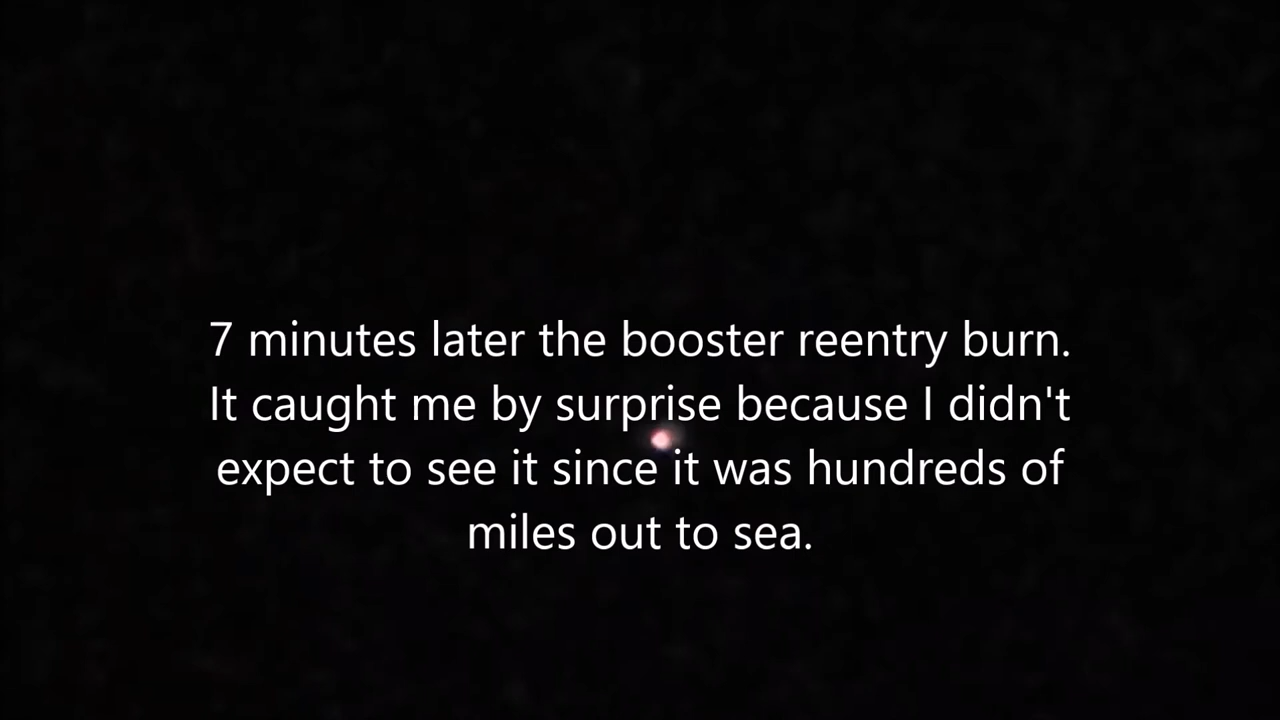 7 minutes later the booster reentry burn.
It caught me by surprise because I didn't
expect to see it since it was hundreds of
miles out to sea.